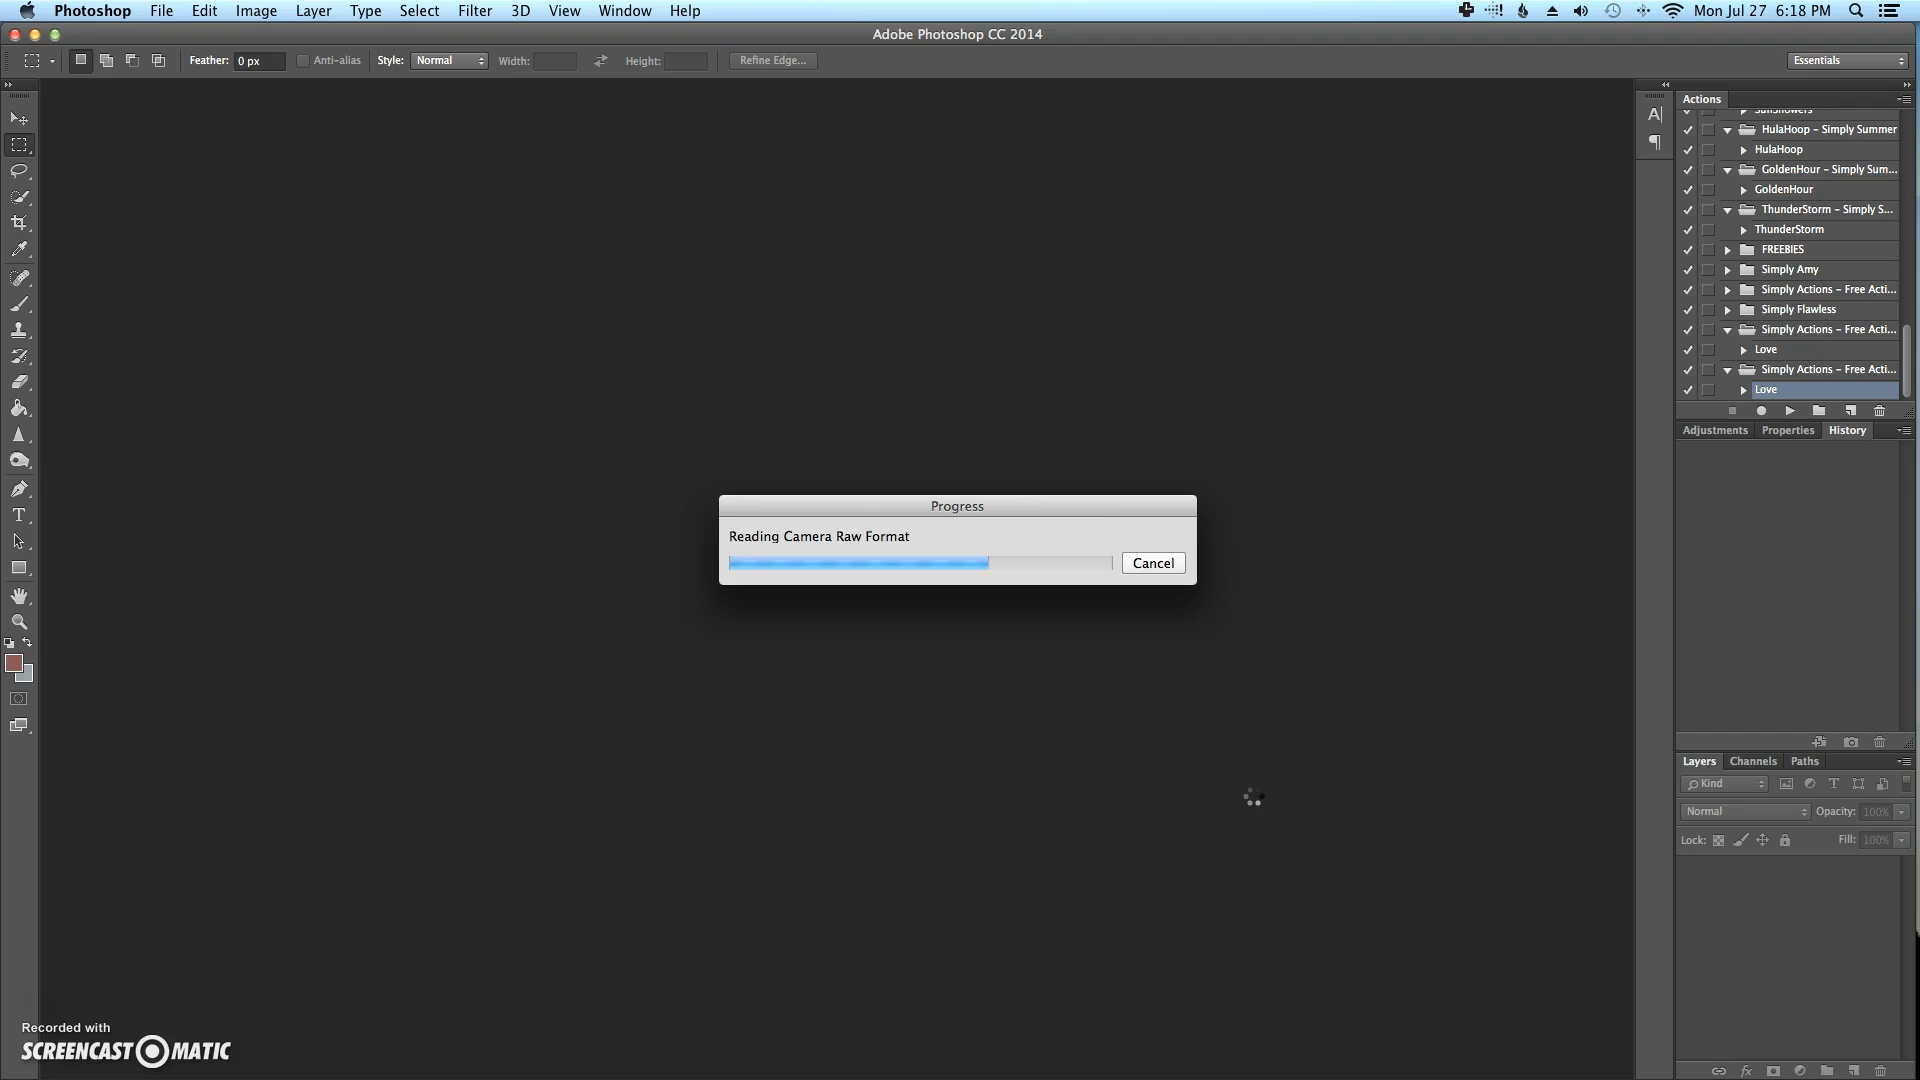 Photoshop File Edit Image Layer Type Select Filter 3D View Window Help Mon Jul 27 6:18 PM
Adobe Photoshop CC 2014
Feather: 0 px Anti-alias Style: Normal Width: Height: Refine Edge... Essentials
Actions
SunShowers
HulaHoop – Simply Summer
HulaHoop
GoldenHour – Simply Sum...
GoldenHour
ThunderStorm – Simply S...
ThunderStorm
FREEBIES
Simply Amy
Simply Actions – Free Acti...
Simply Flawless
Simply Actions – Free Acti...
Love
Simply Actions – Free Acti...
Love
Adjustments Properties History
Progress
Reading Camera Raw Format
Cancel
Layers Channels Paths
Kind
Normal Opacity: 100%
Lock: Fill: 100%
Recorded with
SCREENCAST MATIC